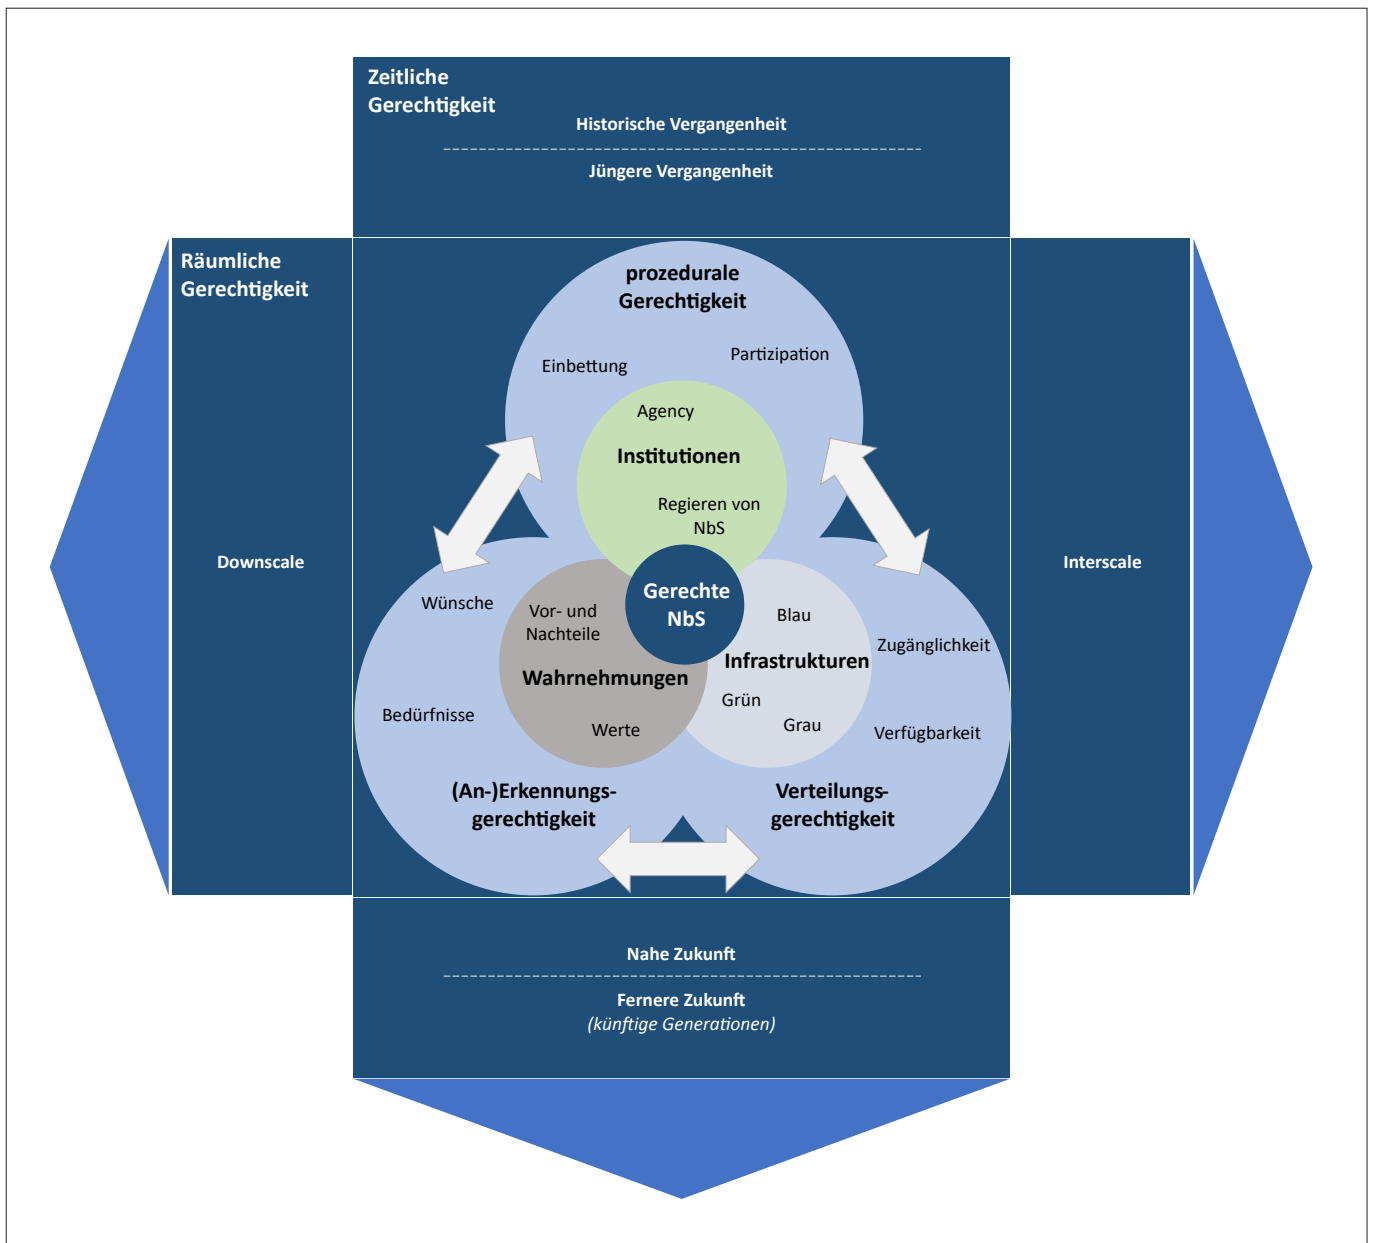 Zeitliche
Gerechtigkeit
Historische Vergangenheit
Jüngere Vergangenheit
Räumliche
Gerechtigkeit
prozedurale
Gerechtigkeit
Einbettung
Partizipation
Agency
Institutionen
Regieren von
NbS
Downscale
Interscale
Gerechte
NbS
Wünsche
Vor- und
Nachteile
Wahrnehmungen
Bedürfnisse
Werte
(An-)Erkennungs-
gerechtigkeit
Blau
Infrastrukturen
Grün
Grau
Zugänglichkeit
Verfügbarkeit
Verteilungs-
gerechtigkeit
Nahe Zukunft
Fernere Zukunft
(künftige Generationen)